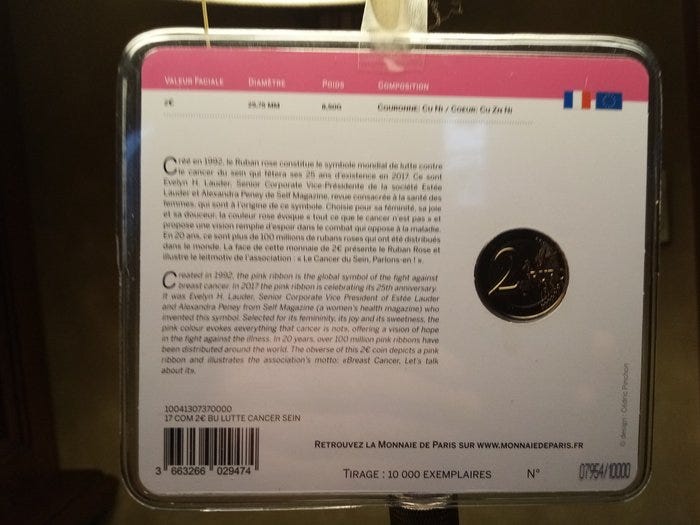 VALEUR FACIALE DIAMÈTRE POIDS COMPOSITION
2€ 25,75 MM 8,50G COURONNE: CU NI / COEUR: CU ZN NI
Créé en 1992, le Ruban rose constitue le symbole mondial de lutte contre
le cancer du sein qui fêtera ses 25 ans d'existence en 2017. Ce sont
Evelyn H. Lauder, Senior Corporate Vice-Présidente de la société Estée
Lauder et Alexandra Peney de Self Magazine, revue consacrée à la santé des
femmes, qui sont à l'origine de ce symbole. Choisie pour sa féminité, sa joie
et sa douceur, la couleur rose évoque « tout ce que le cancer n'est pas » et
propose une vision remplie d'espoir dans le combat qui oppose à la maladie.
En 20 ans, ce sont plus de 100 millions de rubans roses qui ont été distribués
dans le monde. La face de cette monnaie de 2€ présente le Ruban Rose et
illustre le leitmotiv de l'association : « Le Cancer du Sein, Parlons-en ! ».
Created in 1992, the pink ribbon is the global symbol of the fight against
breast cancer. In 2017 the pink ribbon is celebrating its 25th anniversary.
It was Evelyn H. Lauder, Senior Corporate Vice President of Estée Lauder
and Alexandra Peney from Self Magazine (a women's health magazine) who
invented this symbol. Selected for its femininity, its joy and its sweetness, the
pink colour evokes «everything that cancer is not», offering a vision of hope
in the fight against the illness. In 20 years, over 100 million pink ribbons have
been distributed around the world. The obverse of this 2€ coin depicts a pink
ribbon and illustrates the association's motto: «Breast Cancer, Let's talk
about it».
2 EURO
© design : Cédric Pinchon
10041307370000
17 COM 2€ BU LUTTE CANCER SEIN
3 663266 029474
RETROUVEZ LA MONNAIE DE PARIS SUR WWW.MONNAIEDEPARIS.FR
TIRAGE : 10 000 EXEMPLAIRES N° 07954/10000